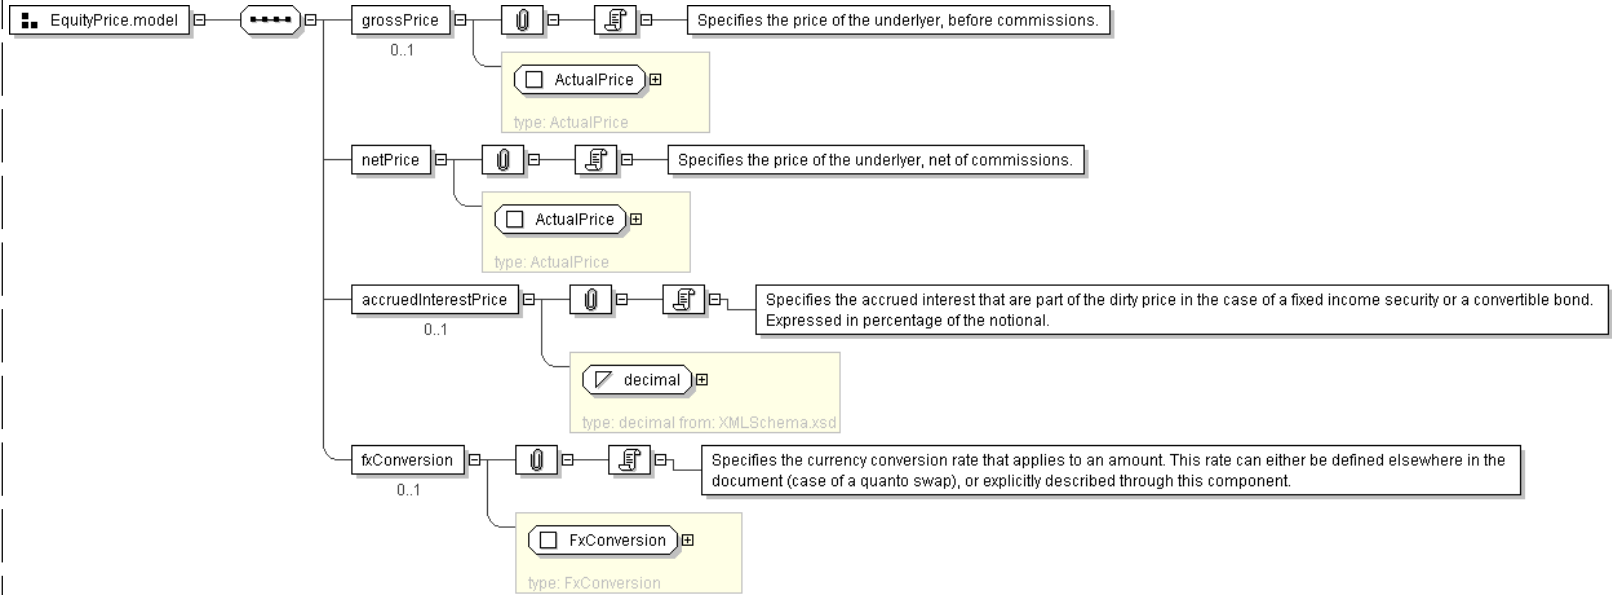 EquityPrice.model
grossPrice
Specifies the price of the underlyer, before commissions.
0..1
ActualPrice
type: ActualPrice
netPrice
Specifies the price of the underlyer, net of commissions.
ActualPrice
type: ActualPrice
accruedInterestPrice
Specifies the accrued interest that are part of the dirty price in the case of a fixed income security or a convertible bond.
Expressed in percentage of the notional.
0..1
decimal
type: decimal from: XMLSchema.xsd
fxConversion
Specifies the currency conversion rate that applies to an amount. This rate can either be defined elsewhere in the
document (case of a quanto swap), or explicitly described through this component.
0..1
FxConversion
type: FxConversion